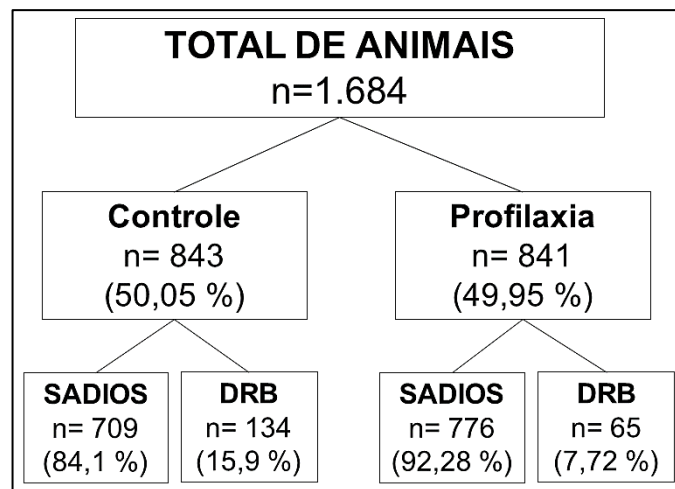 TOTAL DE ANIMAIS
n=1.684
Controle
n= 843
(50,05 %)
Profilaxia
n= 841
(49,95 %)
SADIOS
n= 709
(84,1 %)
DRB
n= 134
(15,9 %)
SADIOS
n= 776
(92,28 %)
DRB
n= 65
(7,72 %)